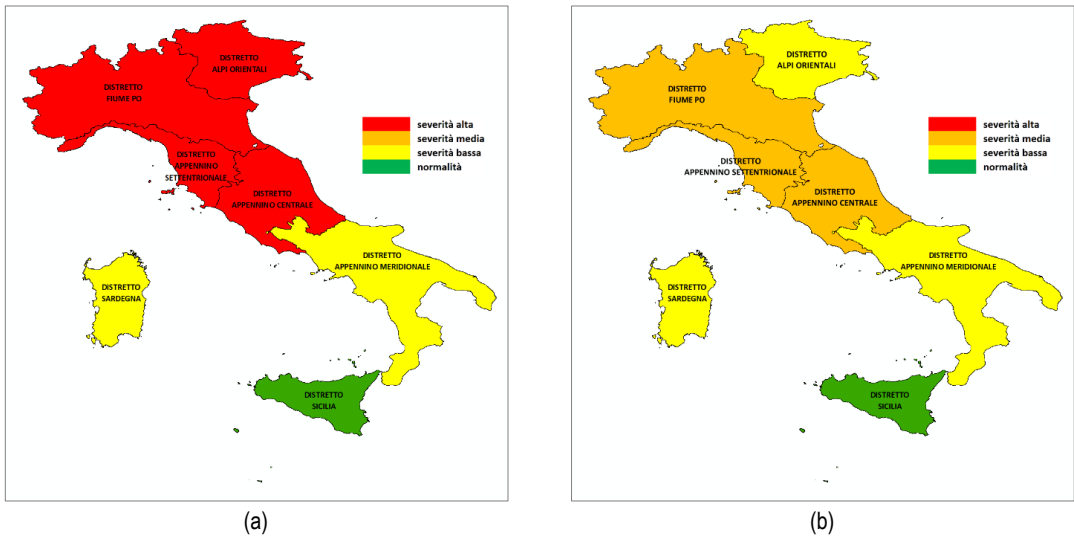 DISTRETTO
ALPI ORIENTALI
DISTRETTO
FIUME PO
severità alta
severità media
severità bassa
normalità
DISTRETTO
APPENNINO
SETTENTRIONALE
DISTRETTO
APPENNINO CENTRALE
DISTRETTO
APPENNINO MERIDIONALE
DISTRETTO
SARDEGNA
DISTRETTO
SICILIA
(a)
DISTRETTO
ALPI ORIENTALI
DISTRETTO
FIUME PO
severità alta
severità media
severità bassa
normalità
DISTRETTO
APPENNINO SETTENTRIONALE
DISTRETTO
APPENNINO CENTRALE
DISTRETTO
APPENNINO MERIDIONALE
DISTRETTO
SARDEGNA
DISTRETTO
SICILIA
(b)